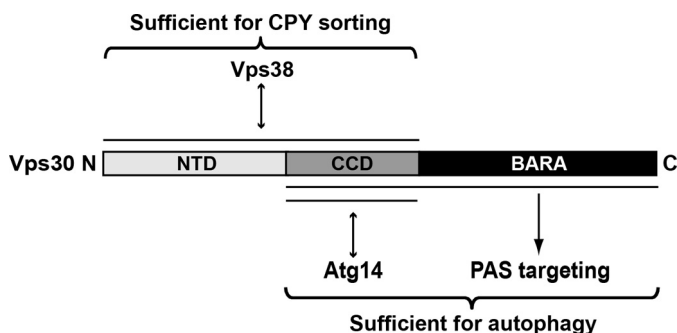 Sufficient for CPY sorting
Vps38
Vps30 N NTD CCD BARA C
Atg14 PAS targeting
Sufficient for autophagy